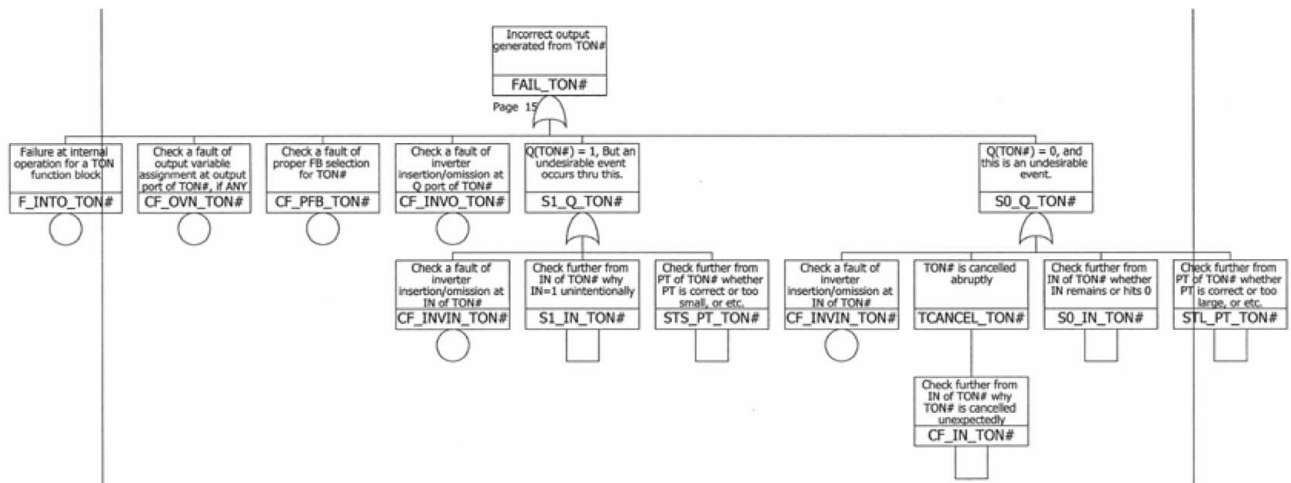 Incorrect output
generated from TON#
FAIL_TON#
Page 15
Failure at internal
operation for a TON
function block
F_INTO_TON#
Check a fault of
output variable
assignment at output
port of TON#, if ANY
CF_OVN_TON#
Check a fault of
proper FB selection
for TON#
CF_PFB_TON#
Check a fault of
inverter
insertion/omission at
Q port of TON#
CF_INVO_TON#
Q(TON#) = 1, But an
undesirable event
occurs thru this.
S1_Q_TON#
Q(TON#) = 0, and
this is an undesirable
event.
S0_Q_TON#
Check a fault of
inverter
insertion/omission at
IN of TON#
CF_INVIN_TON#
Check further from
IN of TON# why
IN=1 unintentionally
S1_IN_TON#
Check further from
PT of TON# whether
PT is correct or too
small, or etc.
STS_PT_TON#
Check a fault of
inverter
insertion/omission at
IN of TON#
CF_INVIN_TON#
TON# is cancelled
abruptly
TCANCEL_TON#
Check further from
IN of TON# whether
IN remains or hits 0
S0_IN_TON#
Check further from
PT of TON# whether
PT is correct or too
large, or etc.
STL_PT_TON#
Check further from
IN of TON# why
TON# is cancelled
unexpectedly
CF_IN_TON#